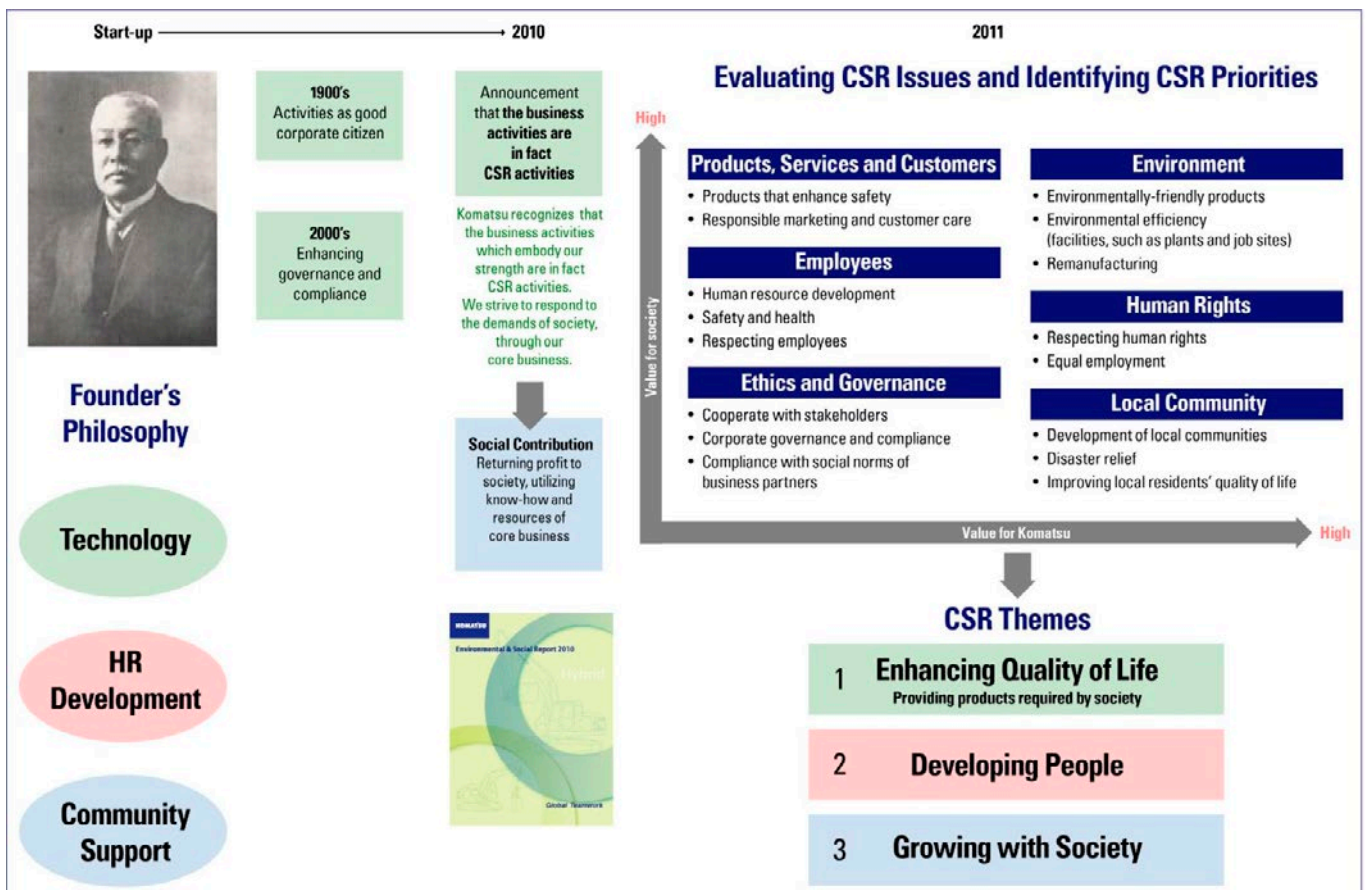 Start-up
2010
2011
Founder's
Philosophy
Technology
HR
Development
Community
Support
1900's
Activities as good
corporate citizen
2000's
Enhancing
governance and
compliance
Announcement
that the business
activities are
in fact
CSR activities
Komatsu recognizes that
the business activities
which embody our
strength are in fact
CSR activities.
We strive to respond to
the demands of society,
through our
core business.
Social Contribution
Returning profit to
society, utilizing
know-how and
resources of
core business
KOMATSU
Environmental & Social Report 2010
Hybrid
Global Teamwork
Evaluating CSR Issues and Identifying CSR Priorities
High
Value for society
Products, Services and Customers
• Products that enhance safety
• Responsible marketing and customer care
Employees
• Human resource development
• Safety and health
• Respecting employees
Ethics and Governance
• Cooperate with stakeholders
• Corporate governance and compliance
• Compliance with social norms of
business partners
Environment
• Environmentally-friendly products
• Environmental efficiency
(facilities, such as plants and job sites)
• Remanufacturing
Human Rights
• Respecting human rights
• Equal employment
Local Community
• Development of local communities
• Disaster relief
• Improving local residents' quality of life
Value for Komatsu
High
CSR Themes
1 Enhancing Quality of Life
Providing products required by society
2 Developing People
3 Growing with Society